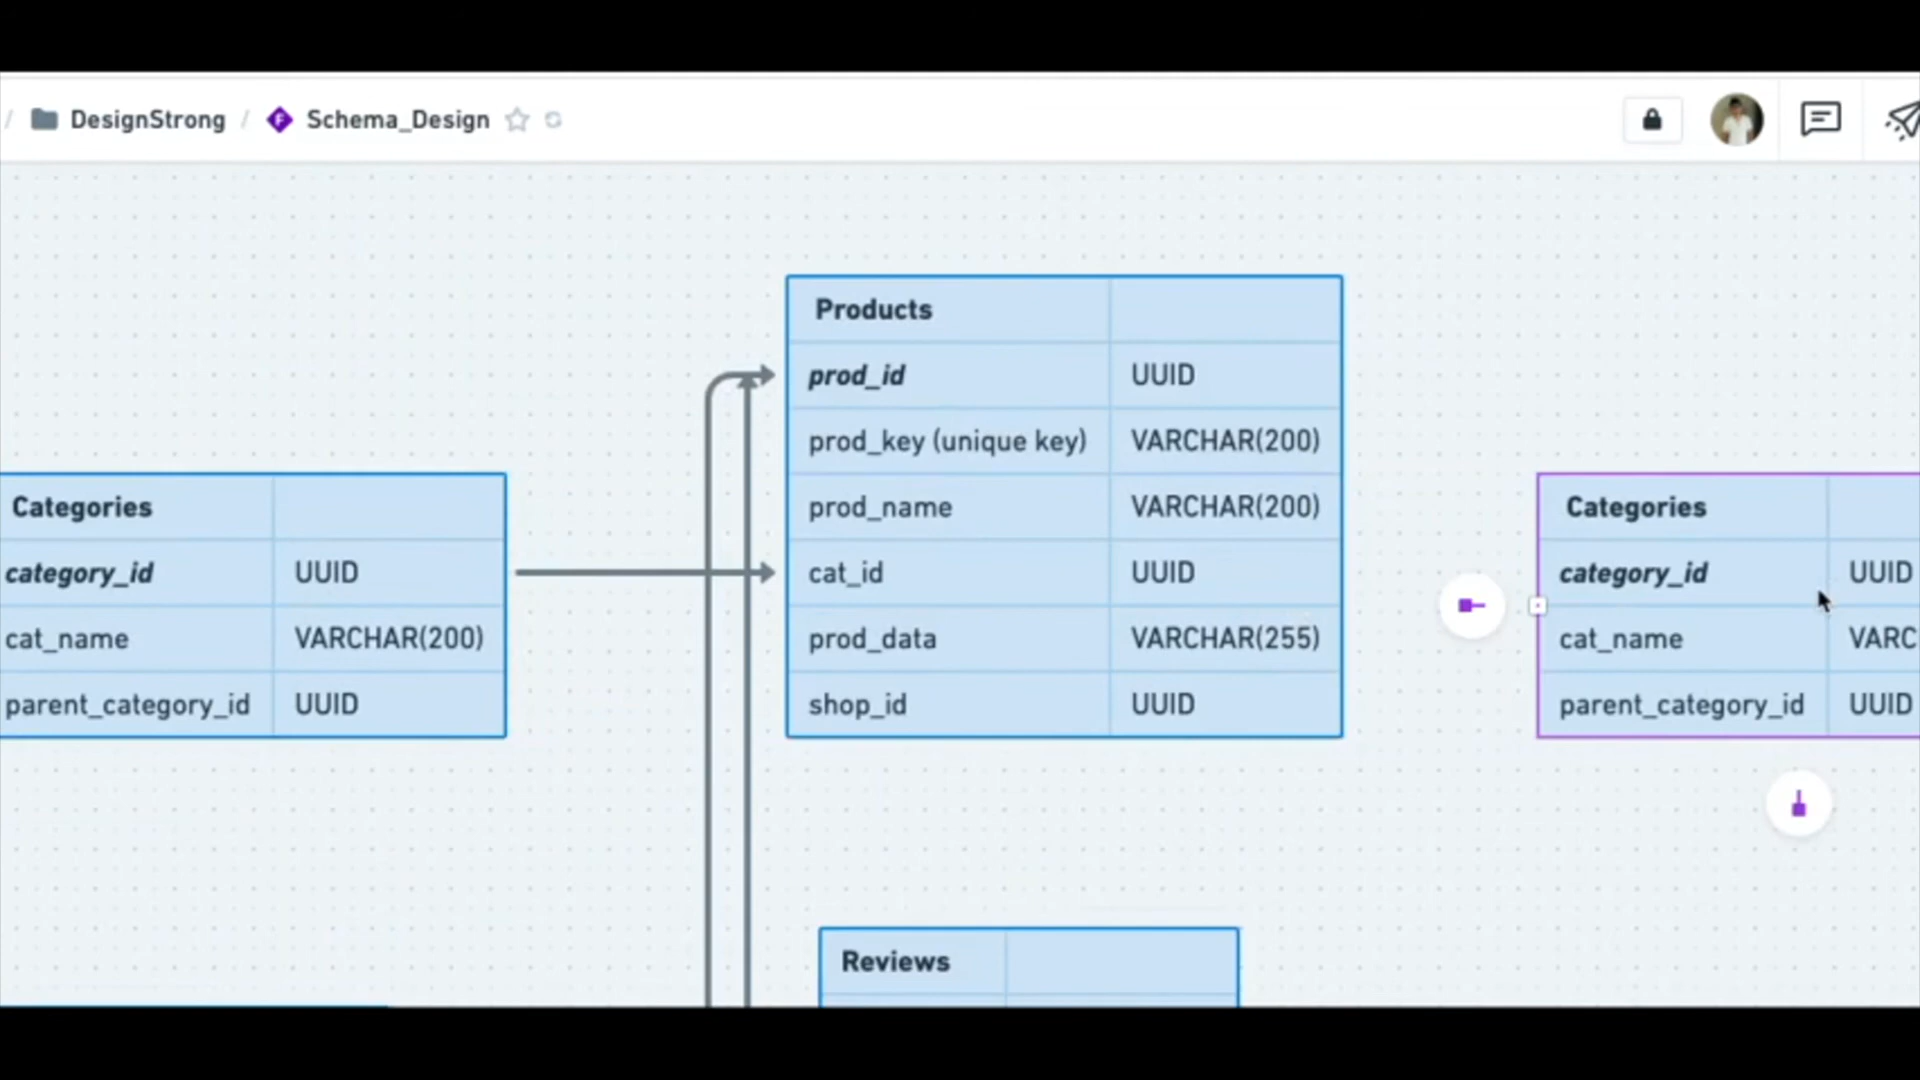 / DesignStrong / Schema_Design
Products
prod_id UUID
prod_key (unique key) VARCHAR(200)
prod_name VARCHAR(200)
cat_id UUID
prod_data VARCHAR(255)
shop_id UUID
Categories
category_id UUID
cat_name VARCHAR(200)
parent_category_id UUID
Categories
category_id UUID
cat_name VARC
parent_category_id UUID
Reviews